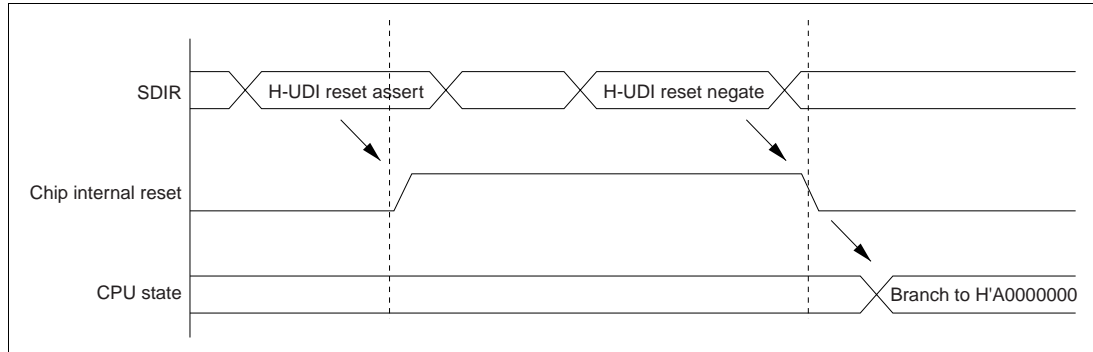 SDIR
H-UDI reset assert
H-UDI reset negate
Chip internal reset
CPU state
Branch to H'A0000000